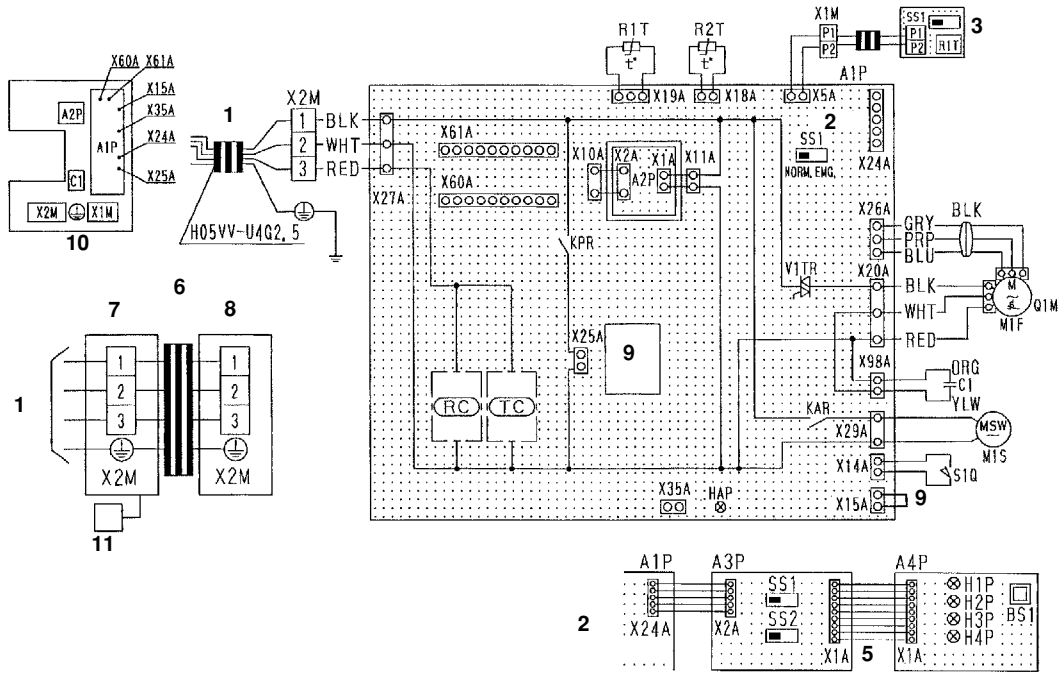 X60A X61A
X15A
A2P
X35A
A1P
X24A
C1
X25A
X2M X1M
10
1
H05VV-U4G2,5
X2M
1 BLK
2 WHT
3 RED
X27A
R1T
t°
X19A
R2T
t°
X18A
X1M
P1
P2
SS1
P1
P2
R1T
3
A1P
X5A
2
SS1
NORM. EMG.
X24A
X61A
X60A
X10A
X2A
A2P
X1A
X11A
KPR
V1TR
X26A
GRY
PRP
BLU
BLK
X20A
BLK
WHT
RED
M
~
M1F
Q1M
X25A
9
RC
TC
X98A
ORG
C1
YLW
KAR
X29A
MSW
M1S
X14A
S1Q
X15A
9
X35A
HAP
6
7
8
1
1
2
3
X2M
1
2
3
X2M
11
A1P
X24A
2
A3P
SS1
SS2
X2A
X1A
5
A4P
X1A
H1P
H2P
H3P
H4P
BS1